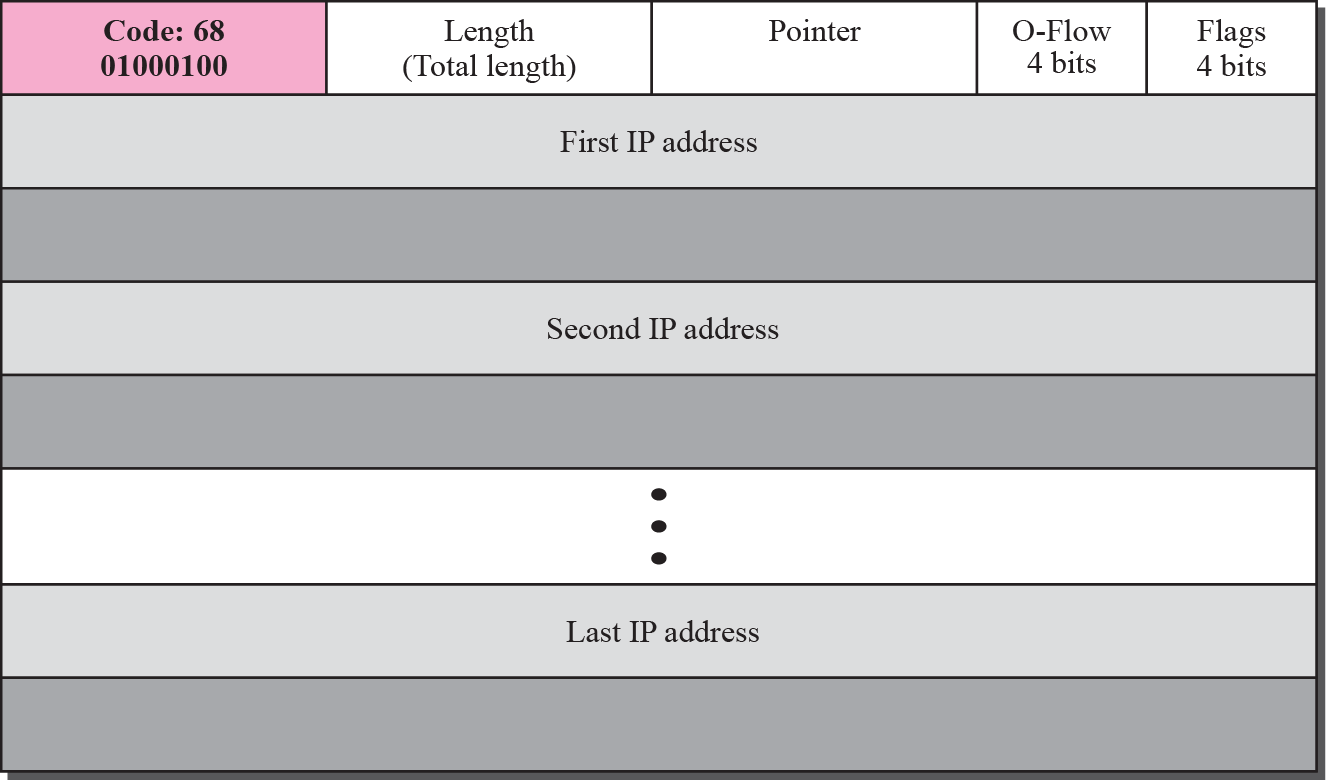 Code: 68
01000100
Length
(Total length)
Pointer
O-Flow
4 bits
Flags
4 bits
First IP address
Second IP address
Last IP address